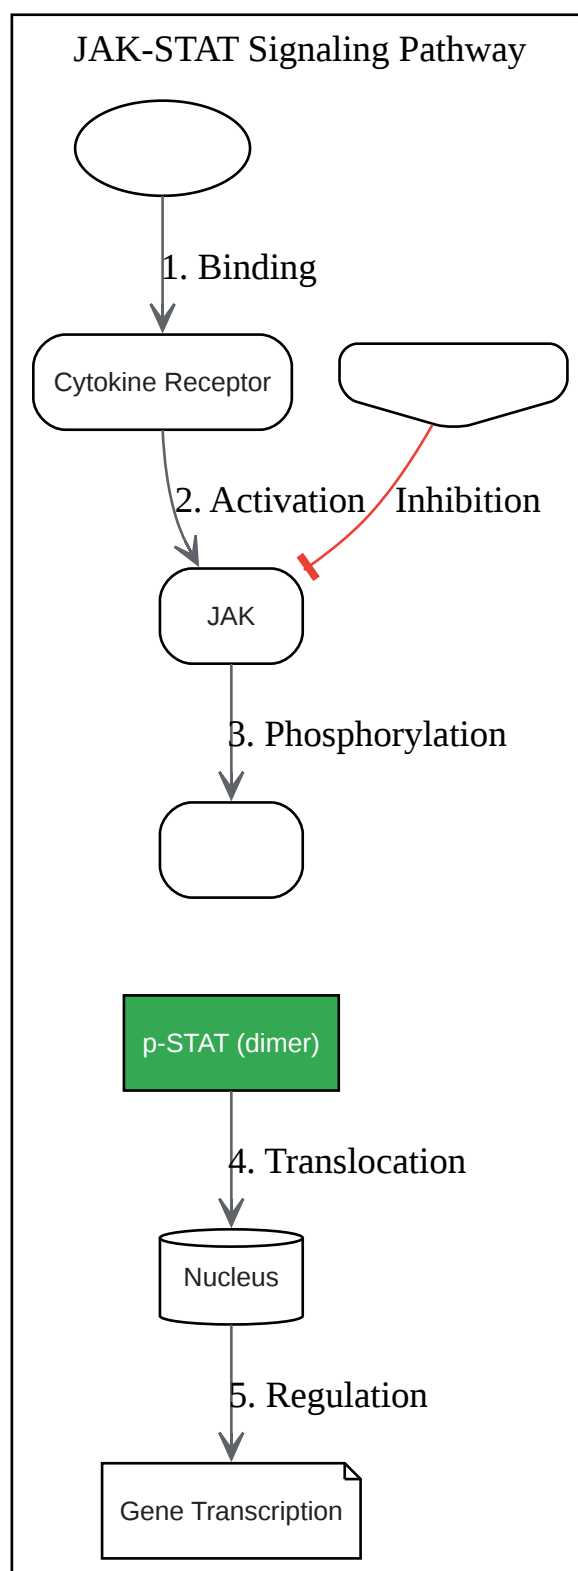 JAK-STAT Signaling Pathway
1. Binding
Cytokine Receptor
2. Activation
Inhibition
JAK
3. Phosphorylation
p-STAT (dimer)
4. Translocation
Nucleus
5. Regulation
Gene Transcription